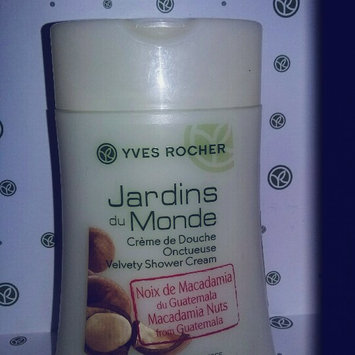 YVES ROCHER
Jardins
du Monde
Crème de Douche
Onctueuse
Velvety Shower Cream
Noix de Macadamia
du Guatemala
Macadamia Nuts
from Guatemala